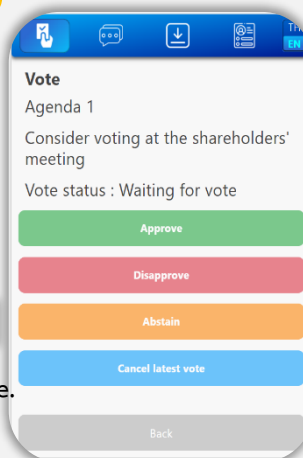 EN
Vote
Agenda 1
Consider voting at the shareholders'
meeting
Vote status : Waiting for vote
Approve
Disapprove
Abstain
Cancel latest vote
e.
Back